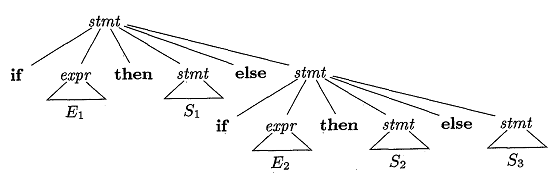 stmt
if expr then stmt else stmt
E1 S1
if expr then stmt else stmt
E2 S2 S3